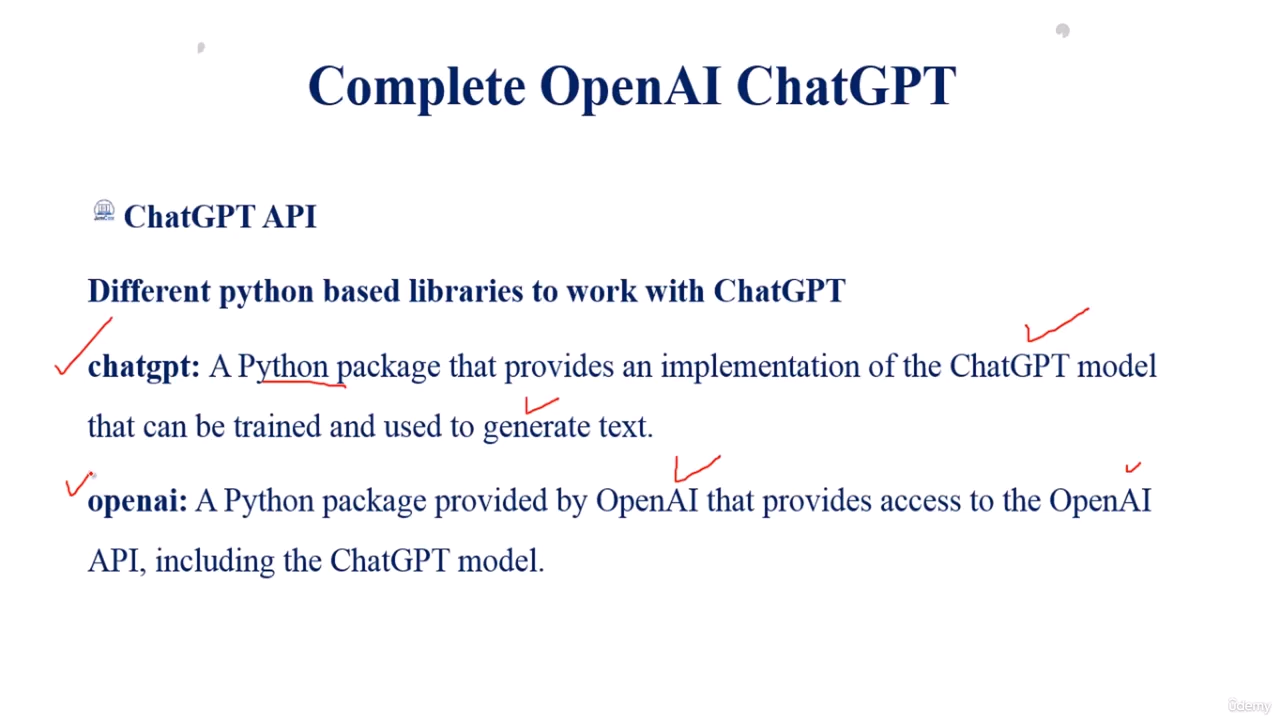 Complete OpenAI ChatGPT
ChatGPT API
Different python based libraries to work with ChatGPT
chatgpt: A Python package that provides an implementation of the ChatGPT model
that can be trained and used to generate text.
openai: A Python package provided by OpenAI that provides access to the OpenAI
API, including the ChatGPT model.
ûdemy